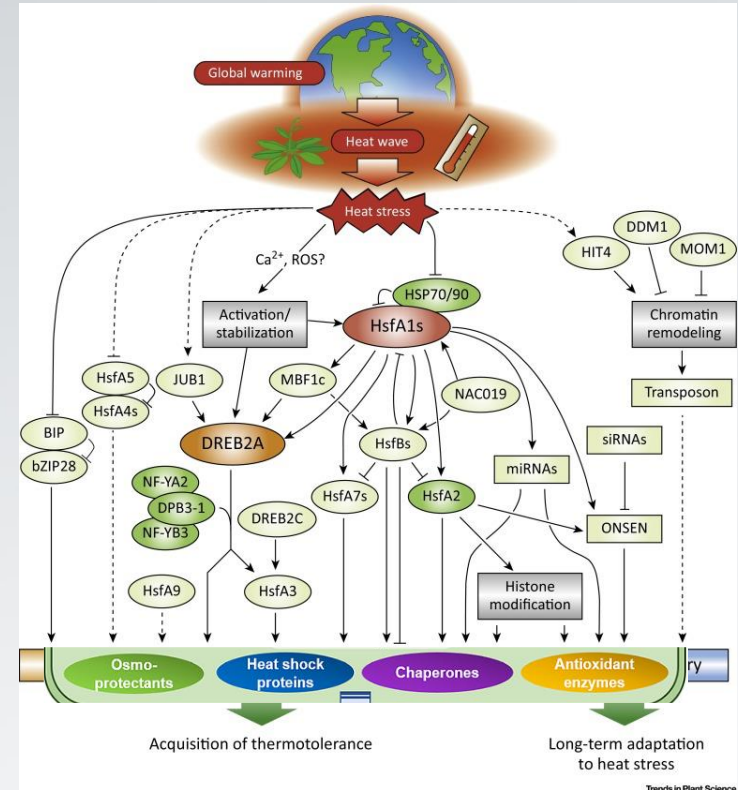 Global warming
Heat wave
Heat stress
Ca2+, ROS?
HIT4
DDM1
MOM1
HSP70/90
Activation/
stabilization
HsfA1s
Chromatin
remodeling
HsfA5
JUB1
MBF1c
NAC019
Transposon
HsfA4s
BIP
DREB2A
HsfBs
siRNAs
bZIP28
miRNAs
NF-YA2
HsfA7s
HsfA2
DPB3-1
DREB2C
ONSEN
NF-YB3
HsfA9
HsfA3
Histone
modification
Osmo-
protectants
Heat shock
proteins
Chaperones
Antioxidant
enzymes
ry
Acquisition of thermotolerance
Long-term adaptation
to heat stress
Trends in Plant Science